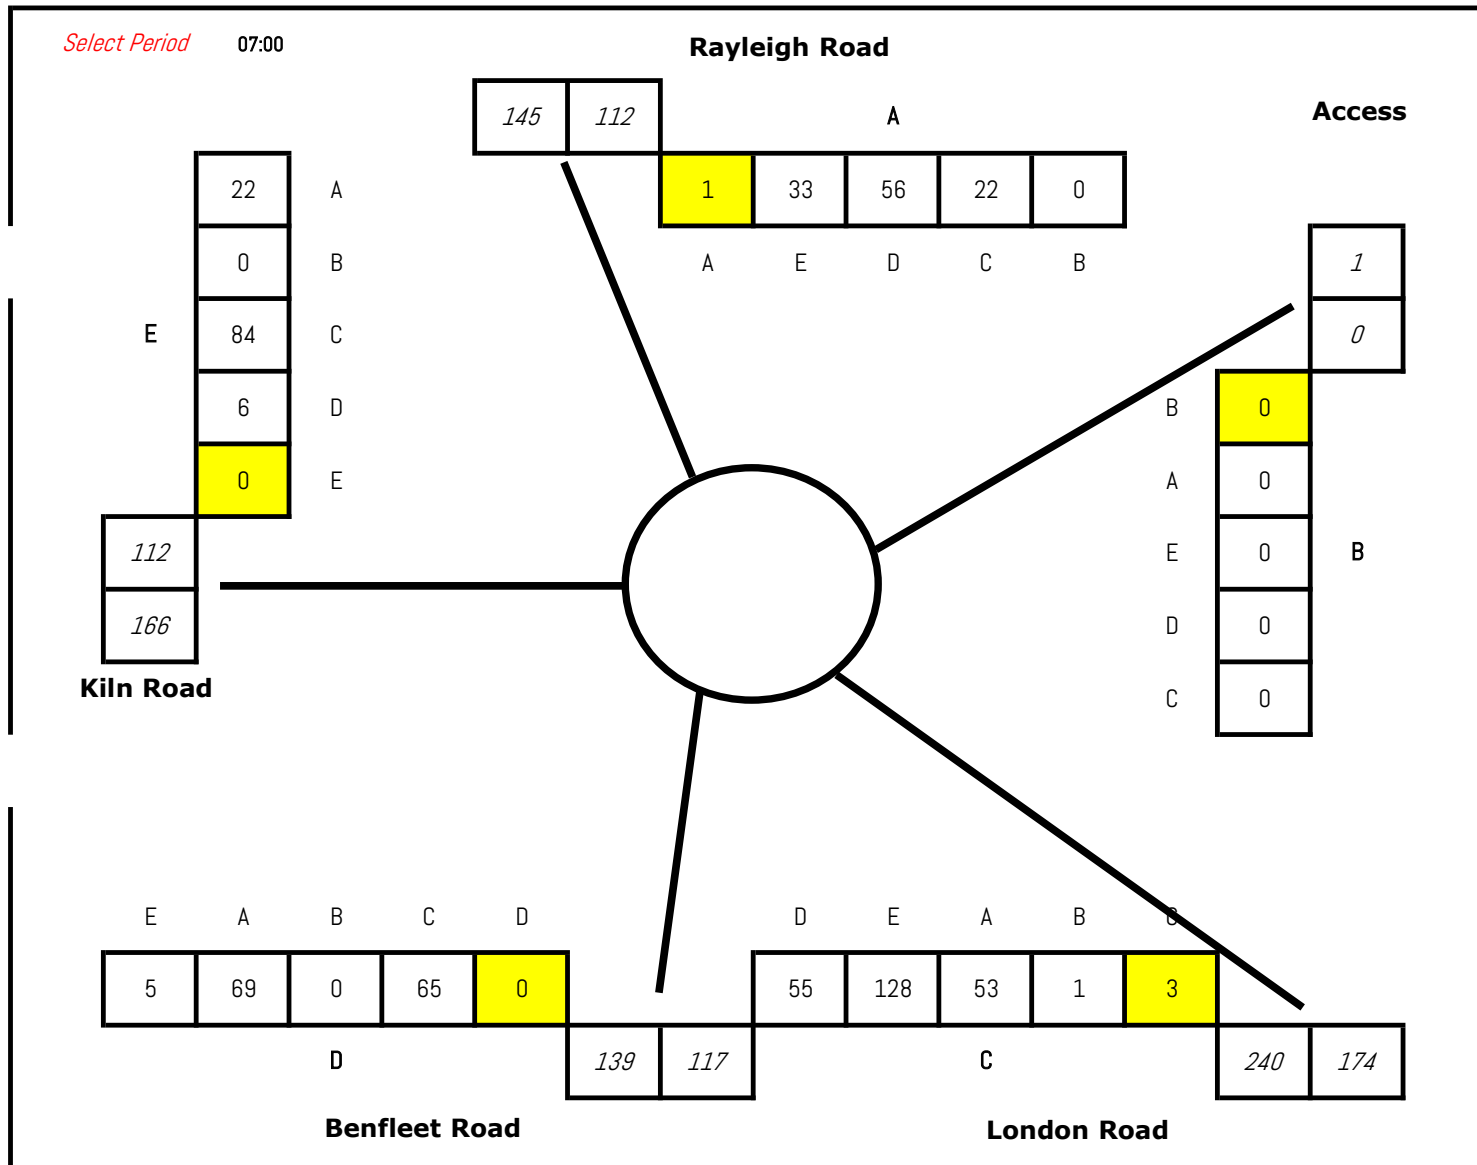 Select Period 07:00
Rayleigh Road
145 112 A
Access
22 A
1 33 56 22 0
0 B
A E D C B
1
E 84 C
0
6 D
B 0
0 E
A 0
112
E 0 B
166
D 0
Kiln Road
C 0
E A B C D
D E A B C
5 69 0 65 0
55 128 53 1 3
D
139 117
C
240 174
Benfleet Road
London Road